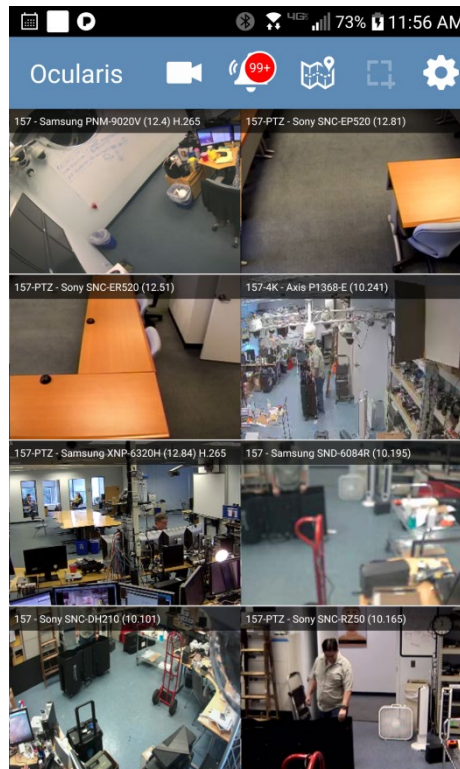 4G 73% 11:56 AM
Ocularis 99+
157 - Samsung PNM-9020V (12.4) H.265
157-PTZ - Sony SNC-EP520 (12.81)
157-PTZ - Sony SNC-ER520 (12.51)
157-4K - Axis P1368-E (10.241)
157-PTZ - Samsung XNP-6320H (12.84) H.265
157 - Samsung SND-6084R (10.195)
157 - Sony SNC-DH210 (10.101)
157-PTZ - Sony SNC-RZ50 (10.165)